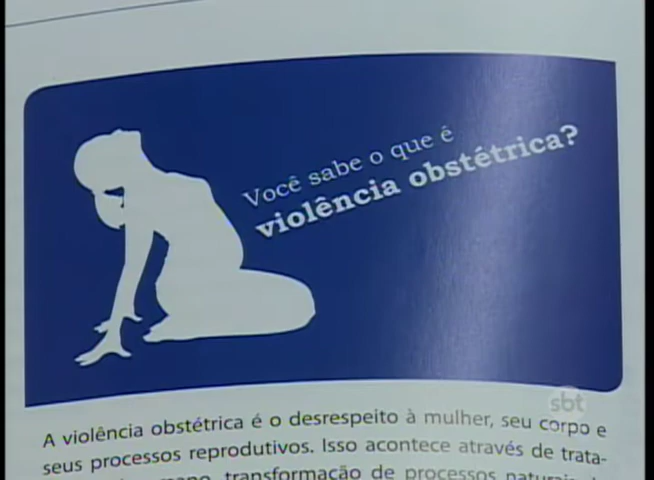 Você sabe o que é
violência obstétrica?
A violência obstétrica é o desrespeito à mulher, seu corpo e
seus processos reprodutivos. Isso acontece através de trata-
transformação de processos
sbt